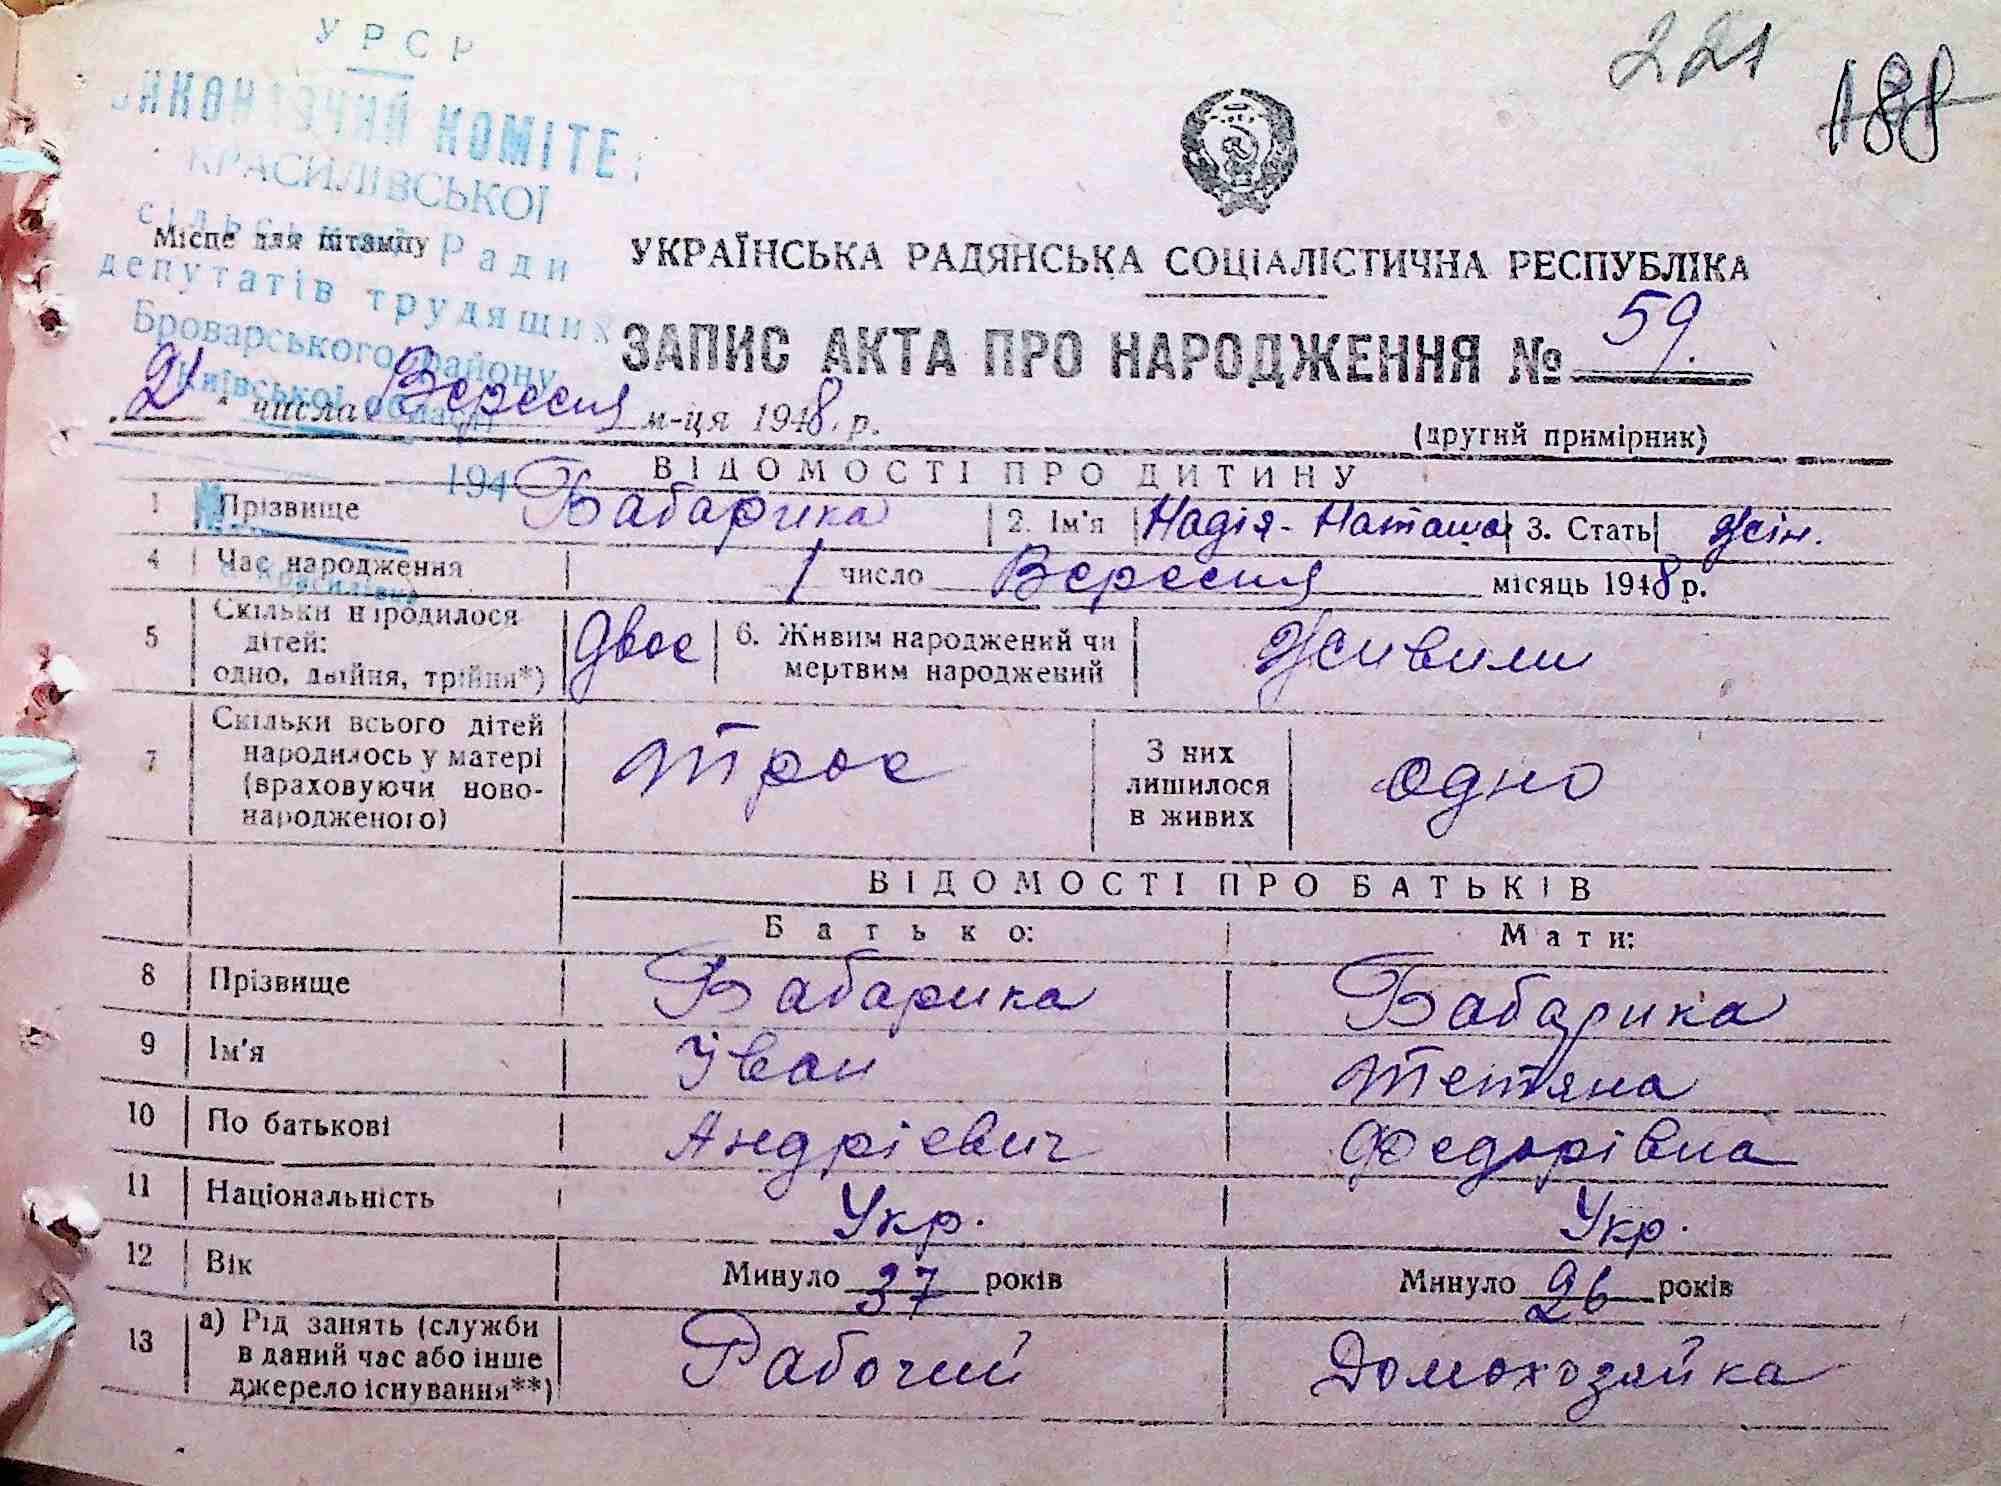 УРСР
КОМІТЕ
КРАСИЛІВСЬКОЇ
сільської Ради
депутатів трудящих
Броварського району
Київської області
194
221
188
Місце для штампу
УКРАЇНСЬКА РАДЯНСЬКА СОЦІАЛІСТИЧНА РЕСПУБЛІКА
ЗАПИС АКТА ПРО НАРОДЖЕННЯ № 59.
числа Вересня м-ця 1948 р.
(другий примірник)
ВІДОМОСТІ ПРО ДИТИНУ
1 Прізвище Бабарика 2. Ім'я Надія-Наташа 3. Стать жін.
4 Час народження 1 число Вересня місяць 1948 р.
5 Скільки народилося дітей: одно, двійня, трійня*) двоє 6. Живим народжений чи мертвим народжений живими
7 Скільки всього дітей народилось у матері (враховуючи новонародженого) троє З них лишилося в живих одно
ВІДОМОСТІ ПРО БАТЬКІВ
Батько: Мати:
8 Прізвище Бабарика Бабарика
9 Ім'я Іван Тетяна
10 По батькові Андрієвич Федорівна
11 Національність Укр. Укр.
12 Вік Минуло 37 років Минуло 26 років
13 а) Рід занять (служби в даний час або інше джерело існування**) Рабочий Домохозяйка